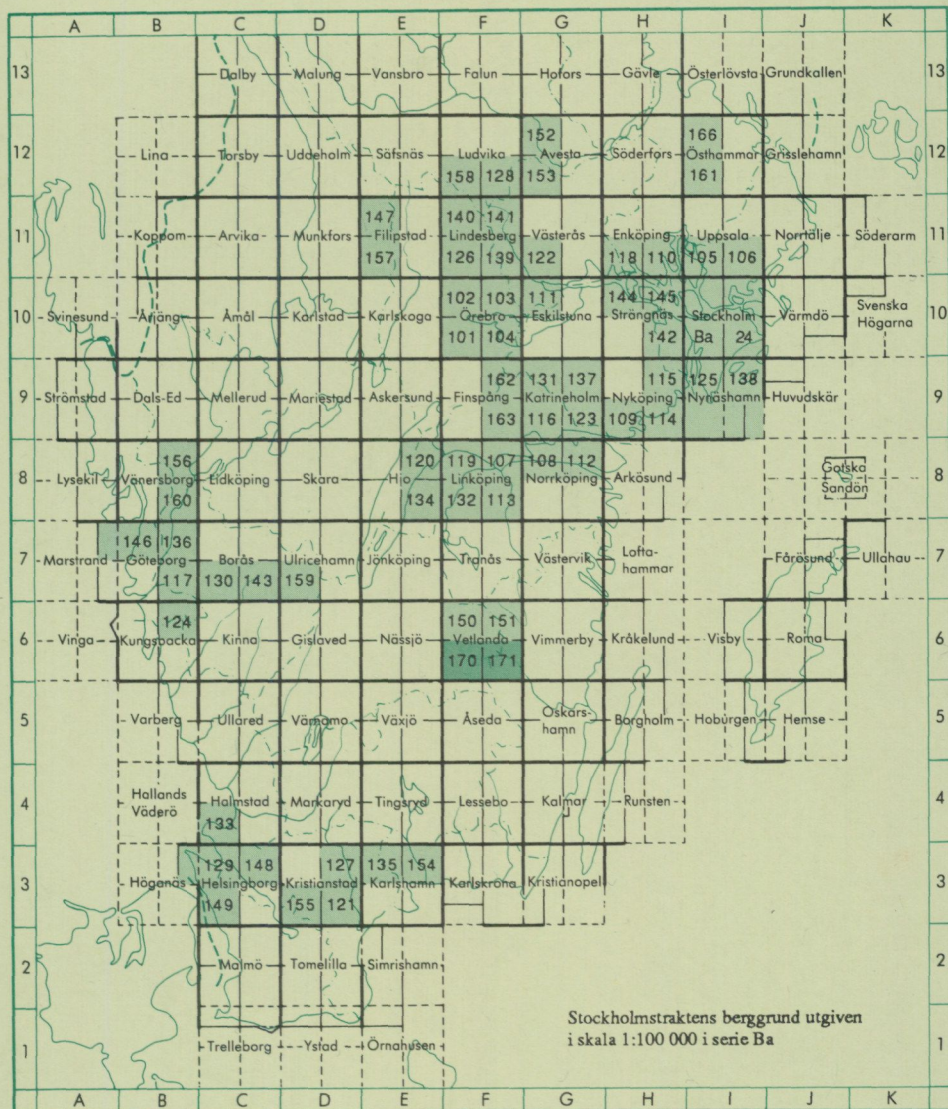 A B C D E F G H I J K
13 Dalby Malung Vansbro Falun Hofors Gävle Österlövsta Grundkallen 13
152 166
12 Lina Torsby Uddeholm Säfsnäs Ludvika Avesta Söderfors Östhammar Grisslehamn 12
158 128 153 161
147 140 141
11 Koppom Arvika Munkfors Filipstad Lindesberg Västerås Enköping Uppsala Norrtälje Söderarm 11
157 126 139 122 118 110 105 106
102 103 111 144 145
10 Svinesund Årjäng Åmål Karlstad Karlskoga Örebro Eskilstuna Strängnäs Stockholm Värmdö Svenska Högarna 10
101 104 142 Ba 24
162 131 137 115 125 138
9 Strömstad Dals-Ed Mellerud Mariestad Askersund Finspång Katrineholm Nyköping Nynäshamn Huvudskär 9
163 116 123 109 114
156 120 119 107 108 112
8 Lysekil Vänersborg Lidköping Skara Hjo Linköping Norrköping Arkösund Gotska Sandön 8
160 134 132 113
146 136
7 Marstrand Göteborg Borås Ulricehamn Jönköping Tranås Västervik Lofta-hammar Fårösund Ullahau 7
117 130 143 159
124 150 151
6 Vinga Kungsbacka Kinna Gislaved Nässjö Vetlanda Vimmerby Kråkelund Visby Roma 6
170 171
5 Varberg Ullared Värnamo Växjö Åseda Oskars-hamn Borgholm Hoburgen Hemse 5
4 Hallands Väderö Halmstad Markaryd Tingsryd Lessebo Kalmar Runsten 4
133
129 148 127 135 154
3 Höganäs Helsingborg Kristianstad Karlshamn Karlskrona Kristianopel 3
149 155 121
2 Malmö Tomelilla Simrishamn 2
Stockholmstraktens berggrund utgiven
i skala 1:100 000 i serie Ba
1 Trelleborg Ystad Örnahusen 1
A B C D E F G H I J K